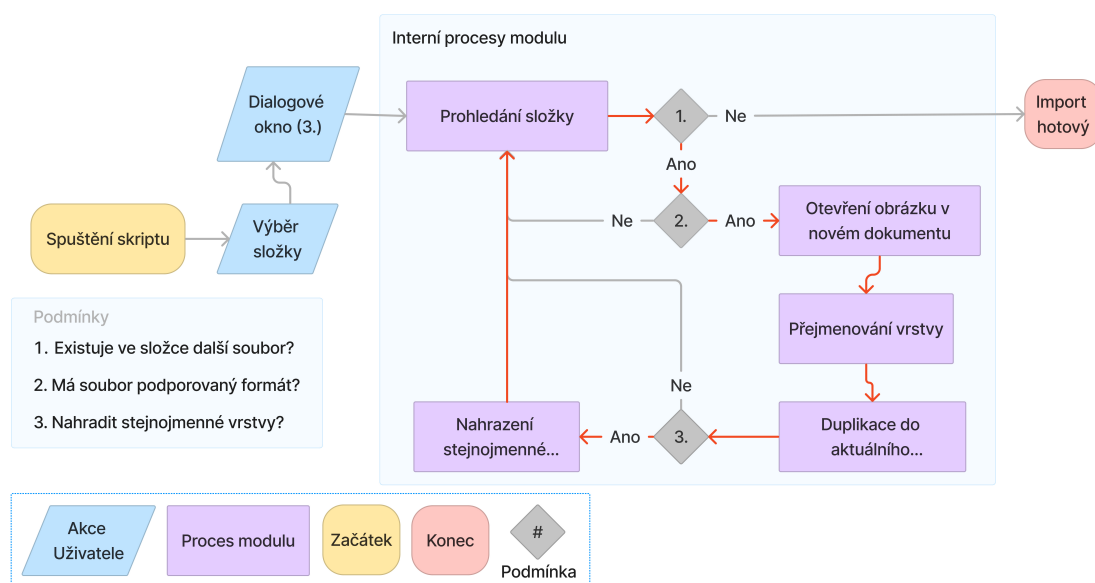 Interní procesy modulu
Dialogové
okno (3.)
Prohledání složky
1.
Ne
Import
hotový
Ano
Spuštění skriptu
Výběr
složky
Ne
2.
Ano
Otevření obrázku v
novém dokumentu
Podmínky
1. Existuje ve složce další soubor?
2. Má soubor podporovaný formát?
3. Nahradit stejnojmenné vrstvy?
Přejmenování vrstvy
Ne
Nahrazení
stejnojmenné...
Ano
3.
Duplikace do
aktuálního...
Akce
Uživatele
Proces modulu
Začátek
Konec
#
Podmínka